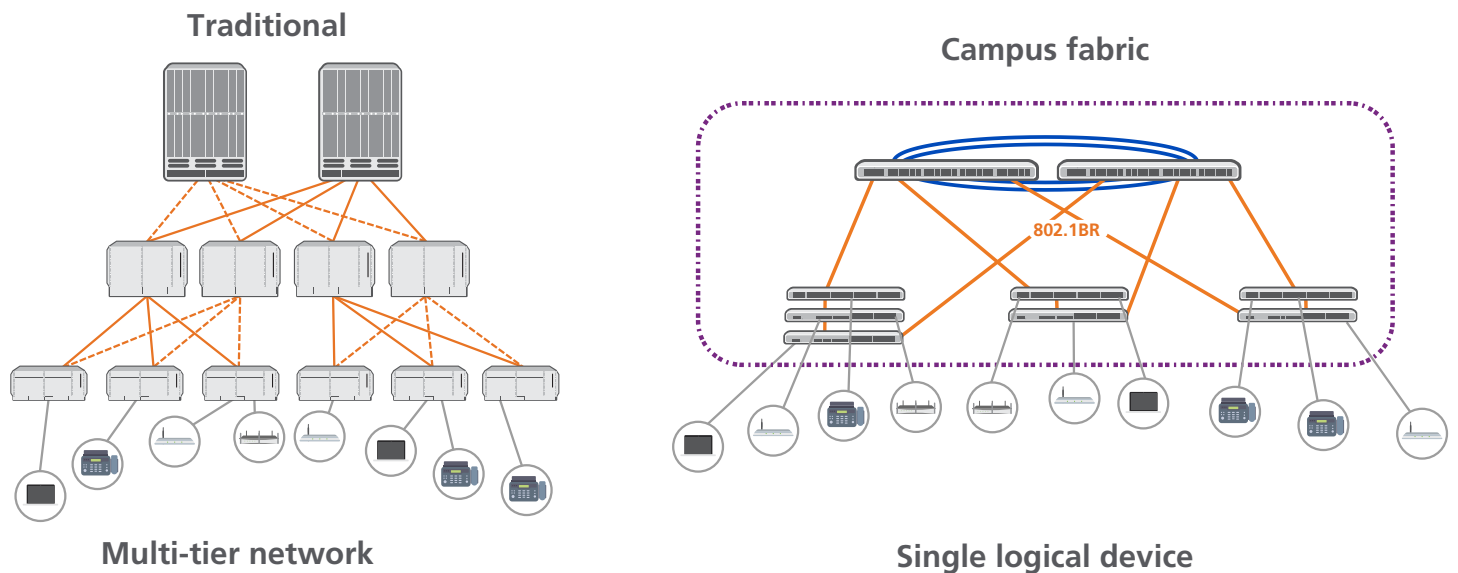 Traditional
Campus fabric
802.1BR
Multi-tier network
Single logical device